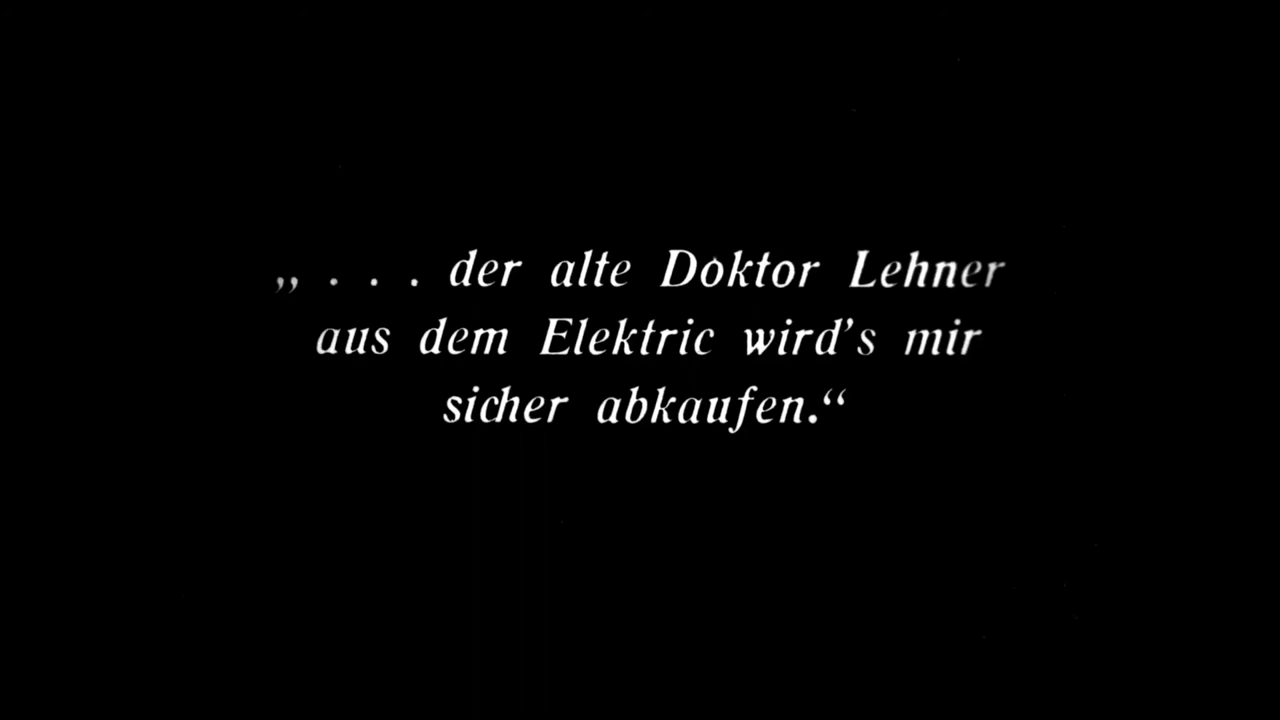 „. . . der alte Doktor Lehner
aus dem Elektric wird’s mir
sicher abkaufen.“